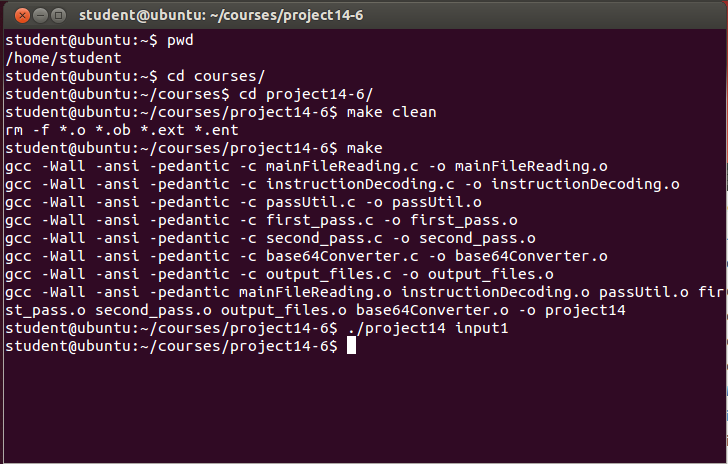 student@ubuntu: ~/courses/project14-6
student@ubuntu:~$ pwd
/home/student
student@ubuntu:~$ cd courses/
student@ubuntu:~/courses$ cd project14-6/
student@ubuntu:~/courses/project14-6$ make clean
rm -f *.o *.ob *.ext *.ent
student@ubuntu:~/courses/project14-6$ make
gcc -Wall -ansi -pedantic -c mainFileReading.c -o mainFileReading.o
gcc -Wall -ansi -pedantic -c instructionDecoding.c -o instructionDecoding.o
gcc -Wall -ansi -pedantic -c passUtil.c -o passUtil.o
gcc -Wall -ansi -pedantic -c first_pass.c -o first_pass.o
gcc -Wall -ansi -pedantic -c second_pass.c -o second_pass.o
gcc -Wall -ansi -pedantic -c base64Converter.c -o base64Converter.o
gcc -Wall -ansi -pedantic -c output_files.c -o output_files.o
gcc -Wall -ansi -pedantic mainFileReading.o instructionDecoding.o passUtil.o fir
st_pass.o second_pass.o output_files.o base64Converter.o -o project14
student@ubuntu:~/courses/project14-6$ ./project14 input1
student@ubuntu:~/courses/project14-6$